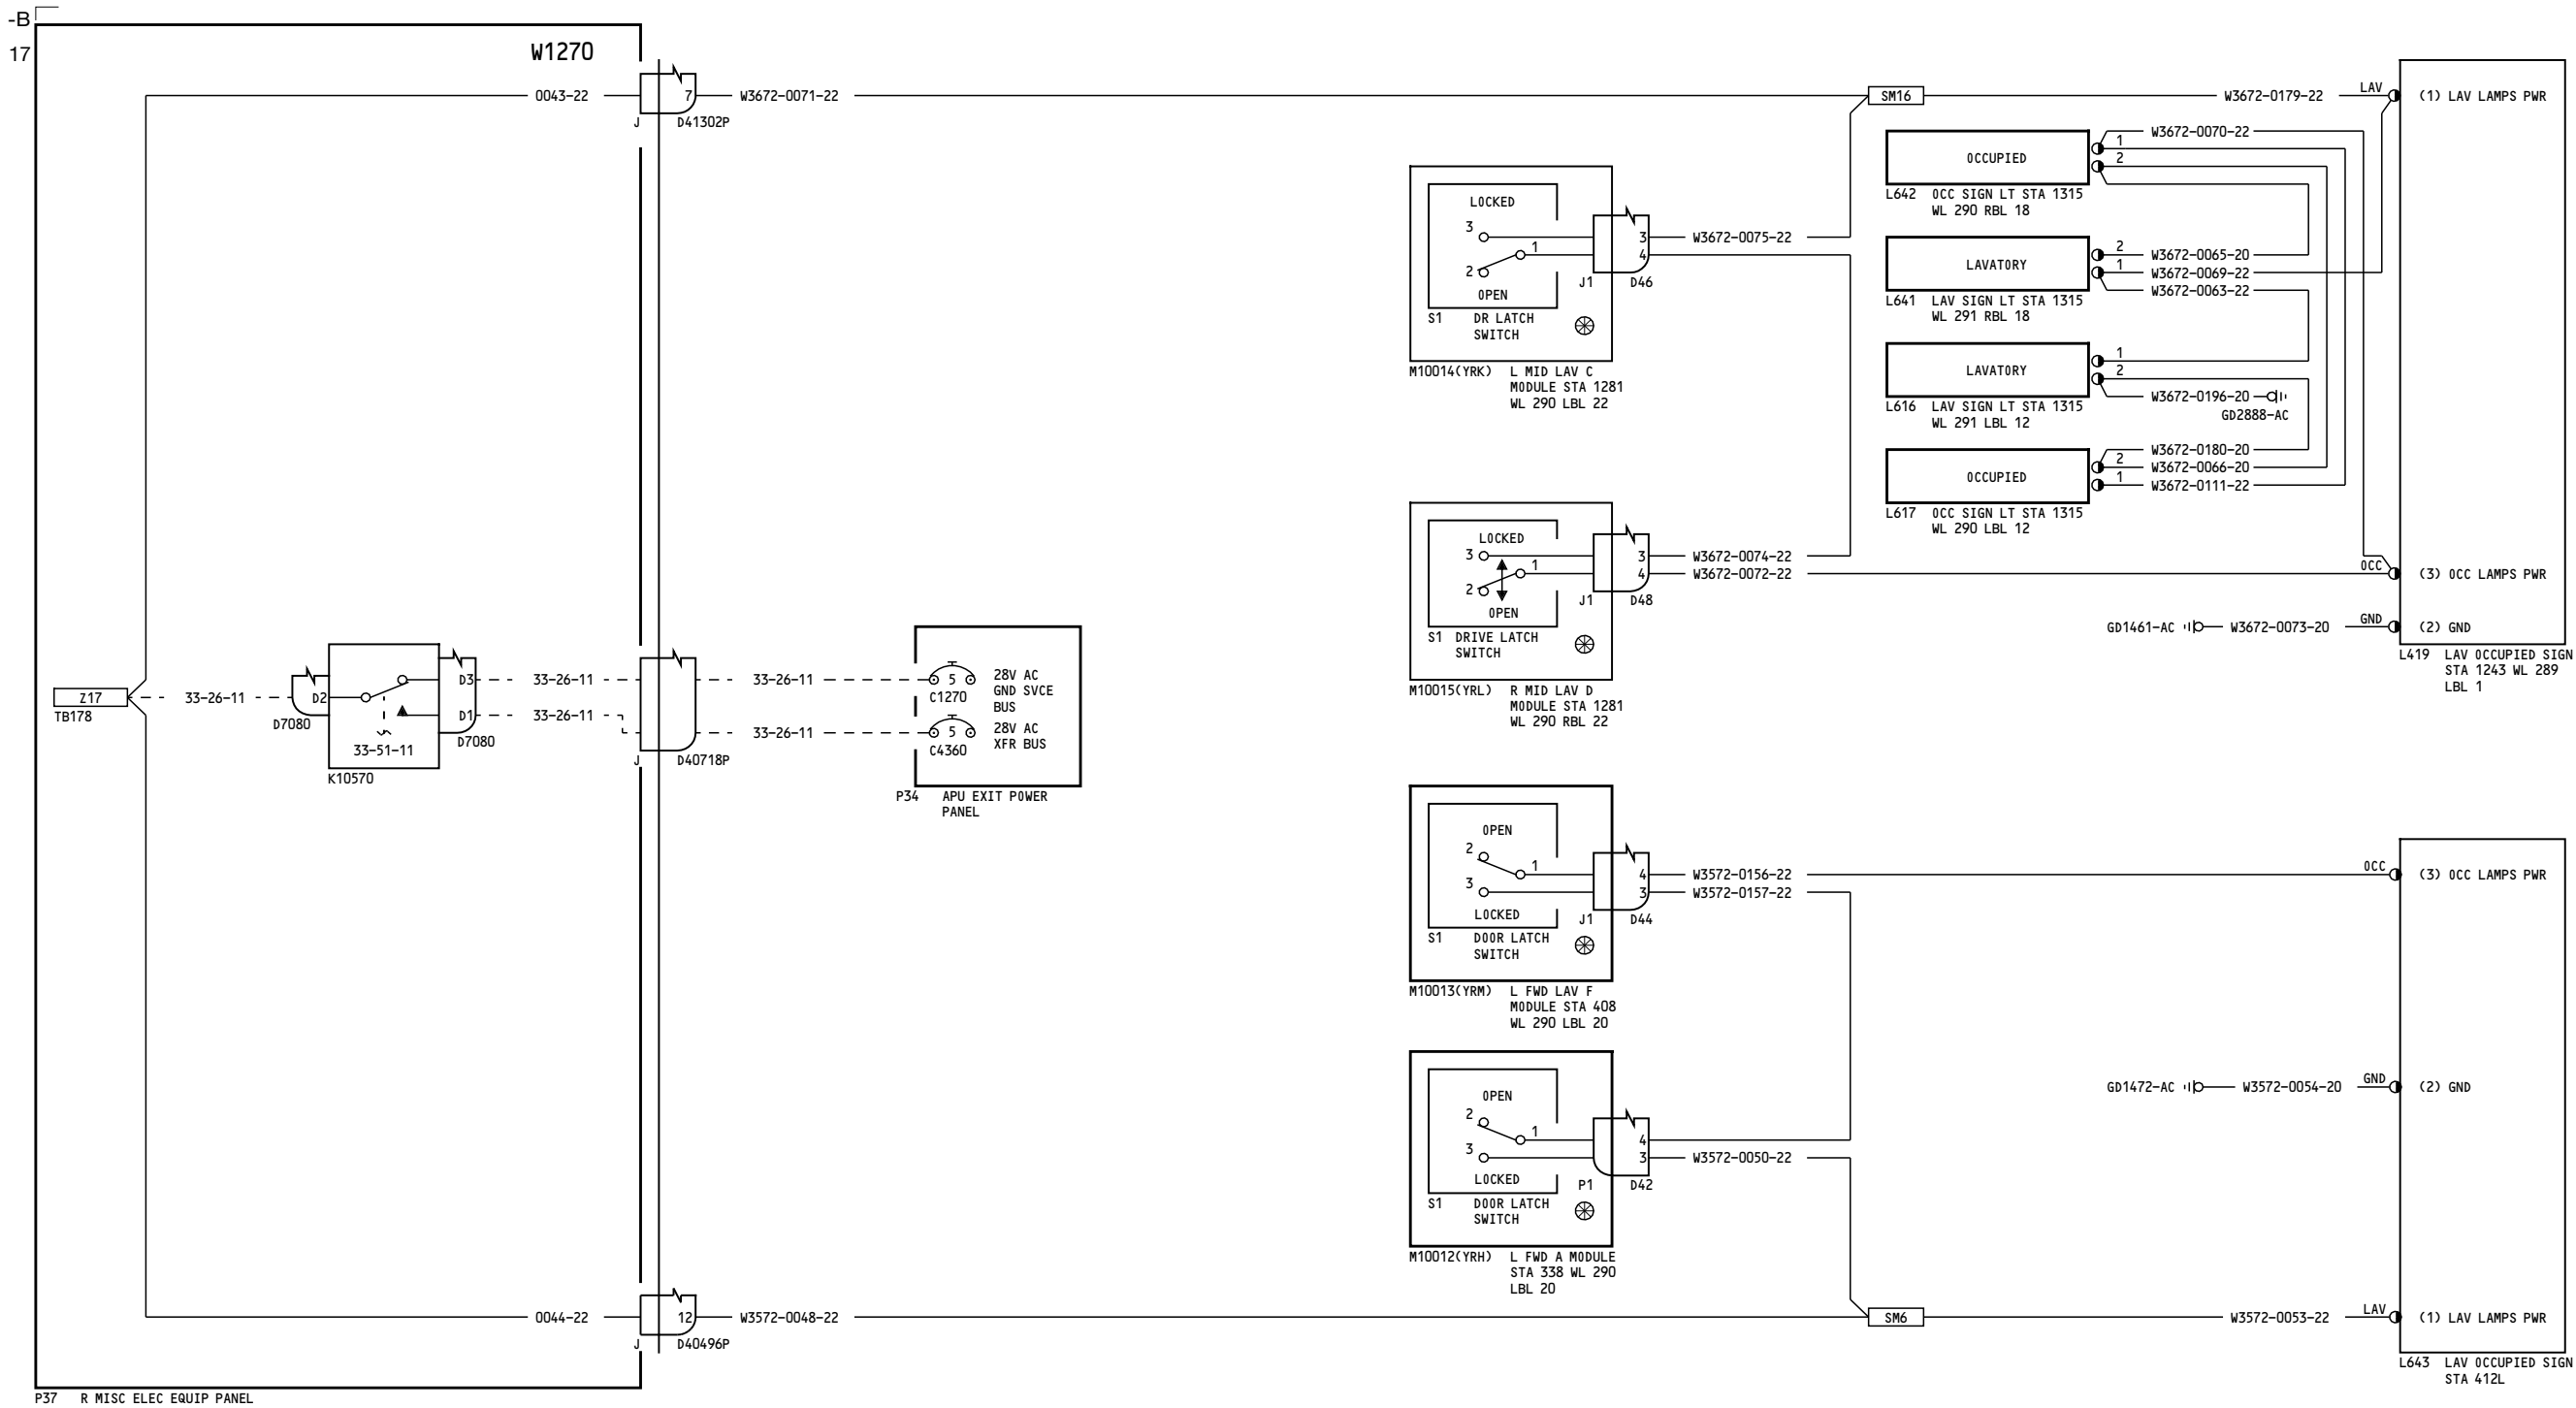 -B
17
W1270
0043-22
7
J
D41302P
W3672-0071-22
SM16
W3672-0179-22
LAV
(1) LAV LAMPS PWR
OCCUPIED
1
2
W3672-0070-22
L642 OCC SIGN LT STA 1315
WL 290 RBL 18
LAVATORY
2
1
W3672-0065-20
W3672-0069-22
W3672-0063-22
L641 LAV SIGN LT STA 1315
WL 291 RBL 18
LAVATORY
1
2
W3672-0196-20
GD2888-AC
L616 LAV SIGN LT STA 1315
WL 291 LBL 12
OCCUPIED
2
1
W3672-0180-20
W3672-0066-20
W3672-0111-22
L617 OCC SIGN LT STA 1315
WL 290 LBL 12
LOCKED
3
1
2
OPEN
S1 DR LATCH
SWITCH
3
4
J1
D46
W3672-0075-22
M10014(YRK) L MID LAV C
MODULE STA 1281
WL 290 LBL 22
LOCKED
3
1
2
OPEN
S1 DRIVE LATCH
SWITCH
3
4
J1
D48
W3672-0074-22
W3672-0072-22
M10015(YRL) R MID LAV D
MODULE STA 1281
WL 290 RBL 22
OCC
(3) OCC LAMPS PWR
GD1461-AC
W3672-0073-20
GND
(2) GND
L419 LAV OCCUPIED SIGN
STA 1243 WL 289
LBL 1
Z17
TB178
33-26-11
D2
D7080
33-51-11
K10570
D3
D1
D7080
33-26-11
33-26-11
J
D40718P
33-26-11
33-26-11
5
C1270
28V AC
GND SVCE
BUS
5
C4360
28V AC
XFR BUS
P34 APU EXIT POWER
PANEL
OPEN
2
1
3
LOCKED
S1 DOOR LATCH
SWITCH
4
3
J1
D44
W3572-0156-22
W3572-0157-22
M10013(YRM) L FWD LAV F
MODULE STA 408
WL 290 LBL 20
OCC
(3) OCC LAMPS PWR
OPEN
2
1
3
LOCKED
S1 DOOR LATCH
SWITCH
4
3
P1
D42
W3572-0050-22
M10012(YRH) L FWD A MODULE
STA 338 WL 290
LBL 20
GD1472-AC
W3572-0054-20
GND
(2) GND
0044-22
12
J
D40496P
W3572-0048-22
SM6
W3572-0053-22
LAV
(1) LAV LAMPS PWR
L643 LAV OCCUPIED SIGN
STA 412L
P37 R MISC ELEC EQUIP PANEL